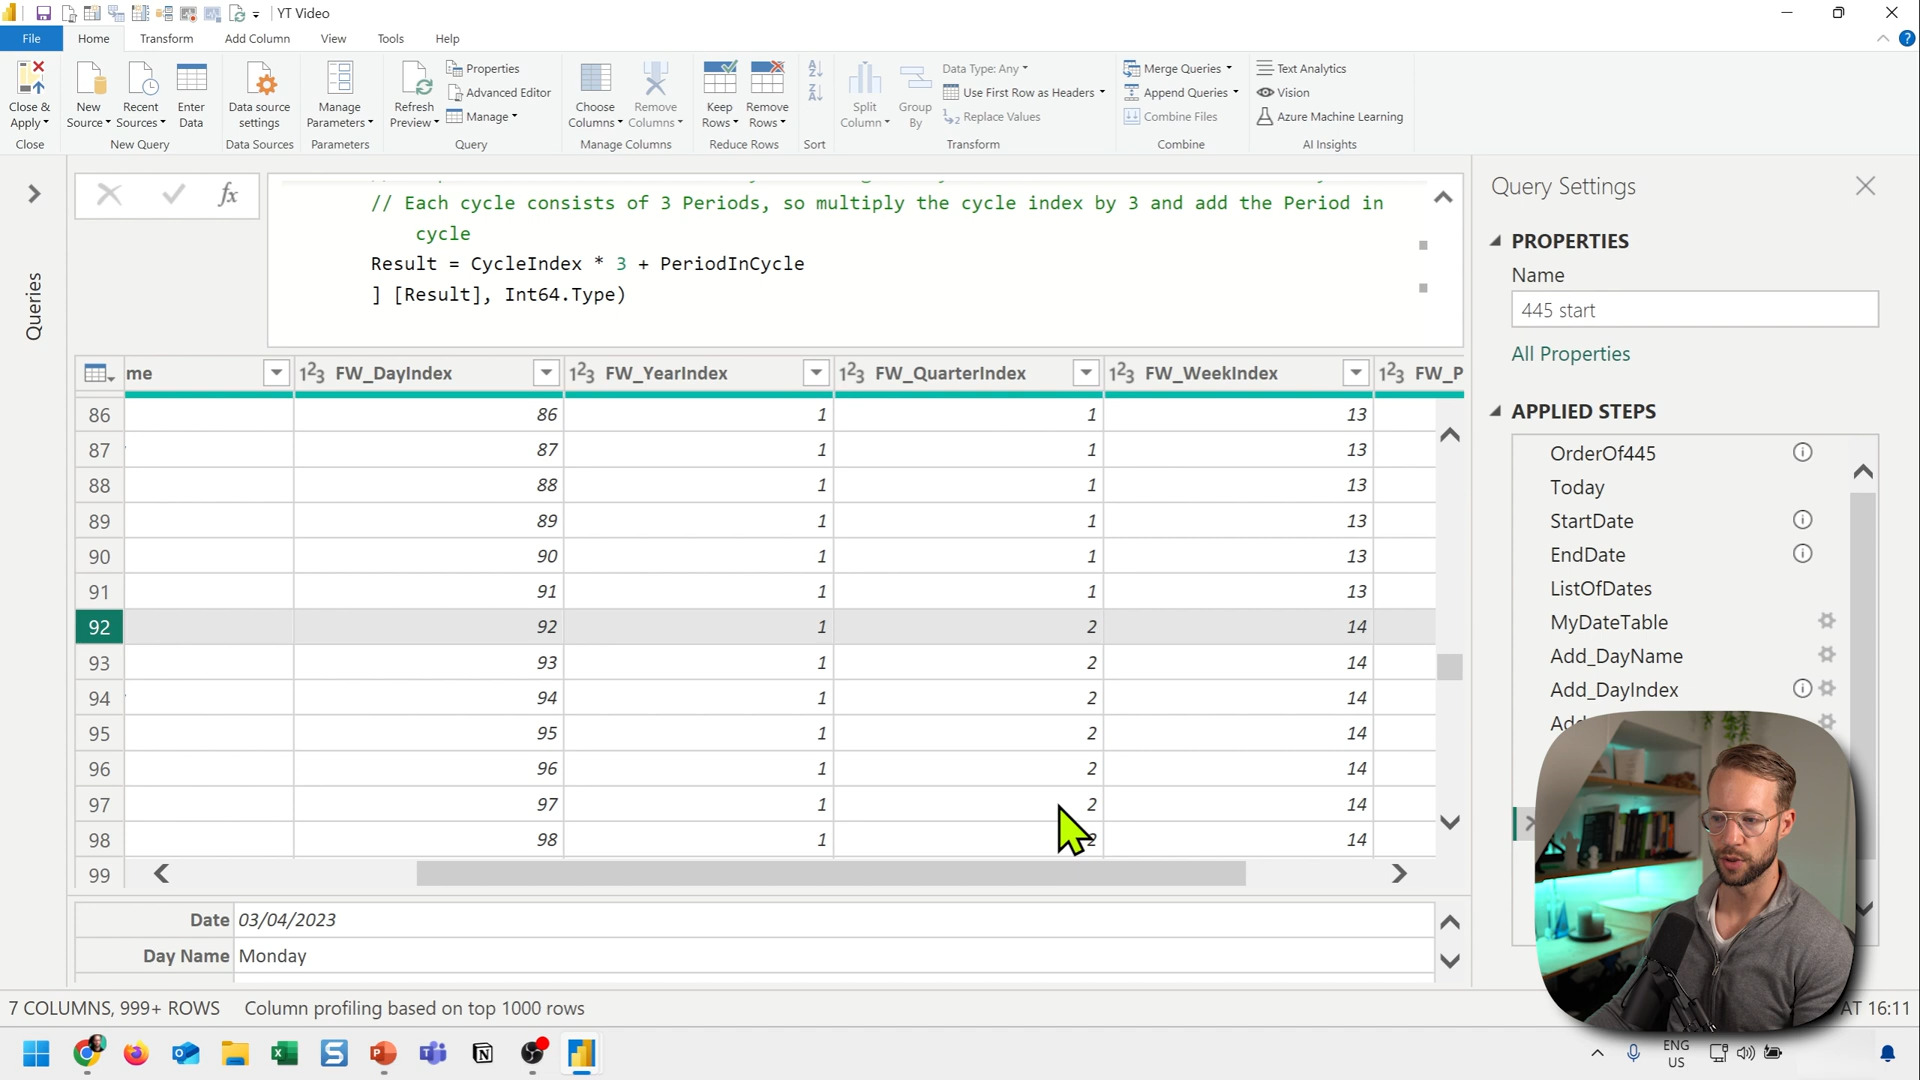 YT Video
File Home Transform Add Column View Tools Help
Close & Apply
New Source
Recent Sources
Enter Data
Data source settings
Manage Parameters
Refresh Preview
Properties
Advanced Editor
Manage
Choose Columns
Remove Columns
Keep Rows
Remove Rows
Split Column
Group By
Data Type: Any
Use First Row as Headers
Replace Values
Merge Queries
Append Queries
Combine Files
Text Analytics
Vision
Azure Machine Learning
Close New Query Data Sources Parameters Query Manage Columns Reduce Rows Sort Transform Combine AI Insights
Queries
fx
// Each cycle consists of 3 Periods, so multiply the cycle index by 3 and add the Period in
cycle
Result = CycleIndex * 3 + PeriodInCycle
] [Result], Int64.Type)
me 123 FW_DayIndex 123 FW_YearIndex 123 FW_QuarterIndex 123 FW_WeekIndex 123 FW_P
86 86 1 1 13
87 87 1 1 13
88 88 1 1 13
89 89 1 1 13
90 90 1 1 13
91 91 1 1 13
92 92 1 2 14
93 93 1 2 14
94 94 1 2 14
95 95 1 2 14
96 96 1 2 14
97 97 1 2 14
98 98 1 2 14
99
Date 03/04/2023
Day Name Monday
Query Settings
PROPERTIES
Name
445 start
All Properties
APPLIED STEPS
OrderOf445
Today
StartDate
EndDate
ListOfDates
MyDateTable
Add_DayName
Add_DayIndex
7 COLUMNS, 999+ ROWS Column profiling based on top 1000 rows
AT 16:11
ENG
US